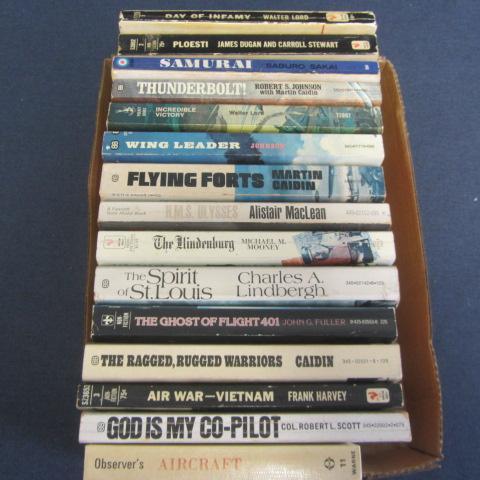 DAY OF INFAMY WALTER LORD
PLOESTI JAMES DUGAN AND CARROLL STEWART
SAMURAI SABURO SAKAI
THUNDERBOLT! ROBERT S. JOHNSON
with Martin Caidin
INCREDIBLE
VICTORY Walter Lord
WING LEADER JOHNSON
FLYING FORTS MARTIN
CAIDIN
H.M.S. ULYSSES Alistair MacLean
The Hindenburg MICHAEL M.
MOONEY
The Spirit
of St. Louis Charles A.
Lindbergh
THE GHOST OF FLIGHT 401 JOHN G. FULLER
THE RAGGED, RUGGED WARRIORS CAIDIN
AIR WAR—VIETNAM FRANK HARVEY
75¢
GOD IS MY CO-PILOT COL. ROBERT L. SCOTT
Observer's AIRCRAFT 11 WARNE